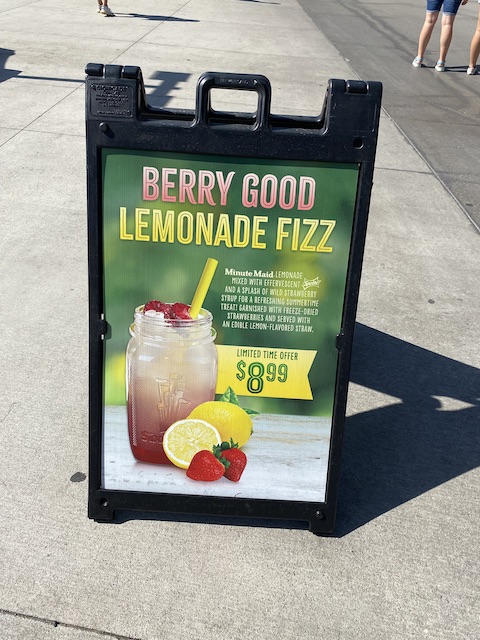 BERRY GOOD
LEMONADE FIZZ
Minute Maid LEMONADE
MIXED WITH EFFERVESCENT Sprite
AND A SPLASH OF WILD STRAWBERRY
SYRUP FOR A REFRESHING SUMMERTIME
TREAT! GARNISHED WITH FREEZE-DRIED
STRAWBERRIES AND SERVED WITH
AN EDIBLE LEMON-FLAVORED STRAW.
LIMITED TIME OFFER
$8.99